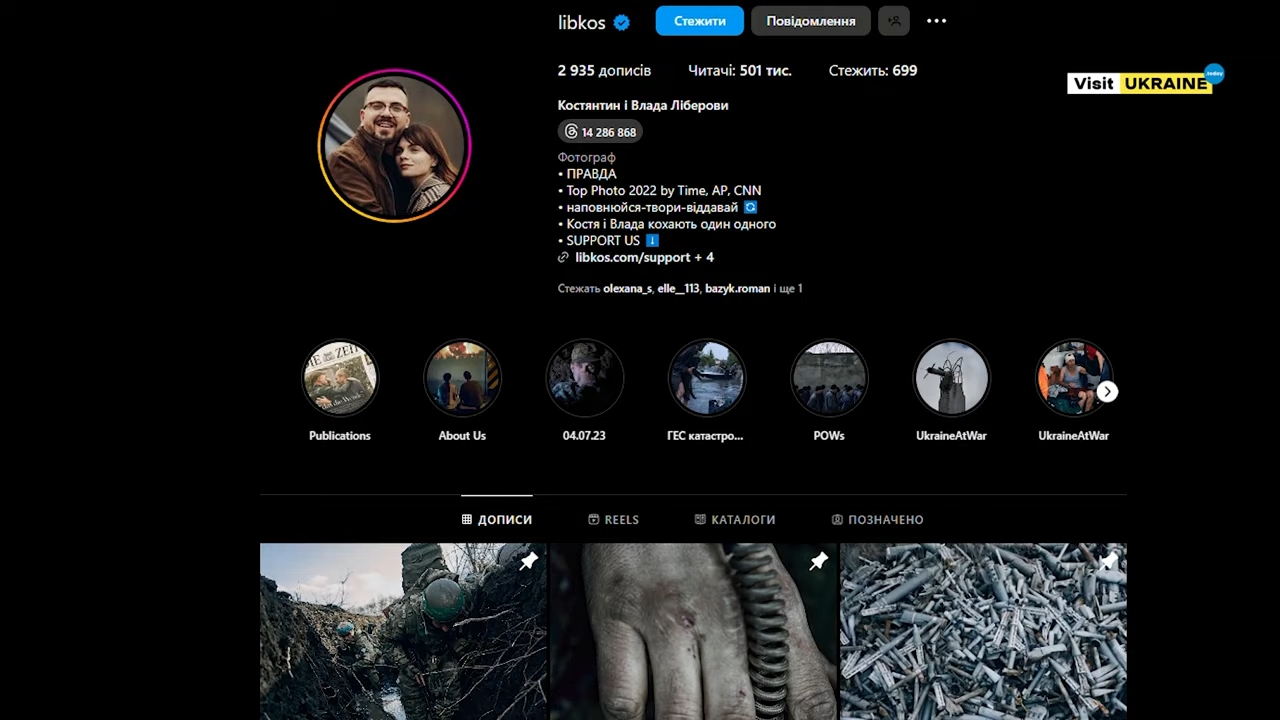 libkos
Стежити
Повідомлення
2 935 дописів
Читачі: 501 тис.
Стежить: 699
Visit UKRAINE .today
Костянтин і Влада Ліберови
14 286 868
Фотограф
• ПРАВДА
• Top Photo 2022 by Time, AP, CNN
• наповнюйся-твори-віддавай
• Костя і Влада кохають один одного
• SUPPORT US
libkos.com/support + 4
Стежать olexana_s, elle__113, bazyk.roman і ще 1
DIE ZEIT
Publications
About Us
04.07.23
ГЕС катастро...
POWs
UkraineAtWar
UkraineAtWar
ДОПИСИ
REELS
КАТАЛОГИ
ПОЗНАЧЕНО